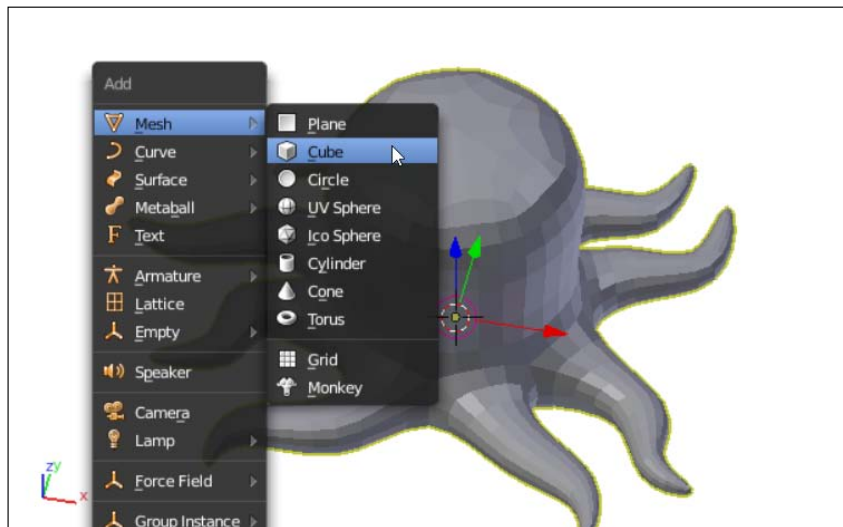 Add
Mesh
Curve
Surface
Metaball
Text
Armature
Lattice
Empty
Speaker
Camera
Lamp
Force Field
Group Instance
Plane
Cube
Circle
UV Sphere
Ico Sphere
Cylinder
Cone
Torus
Grid
Monkey
z y
x